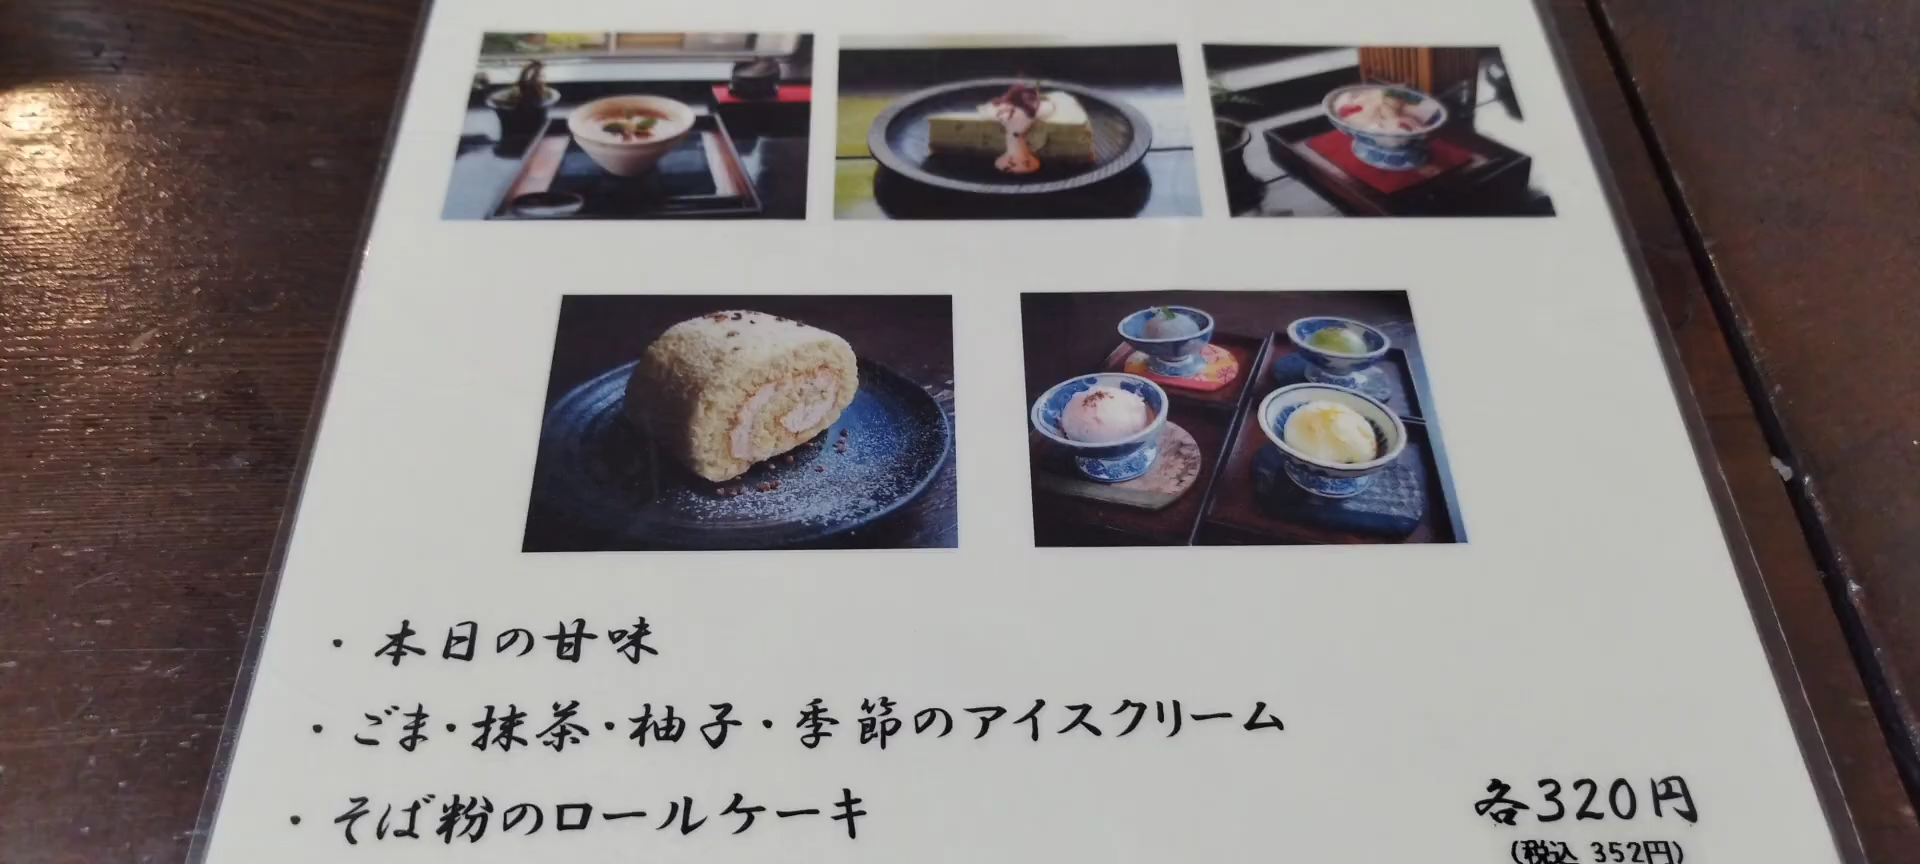 ・本日の甘味
・ごま・抹茶・柚子・季節のアイスクリーム
・そば粉のロールケーキ
各320円
(税込 352円)